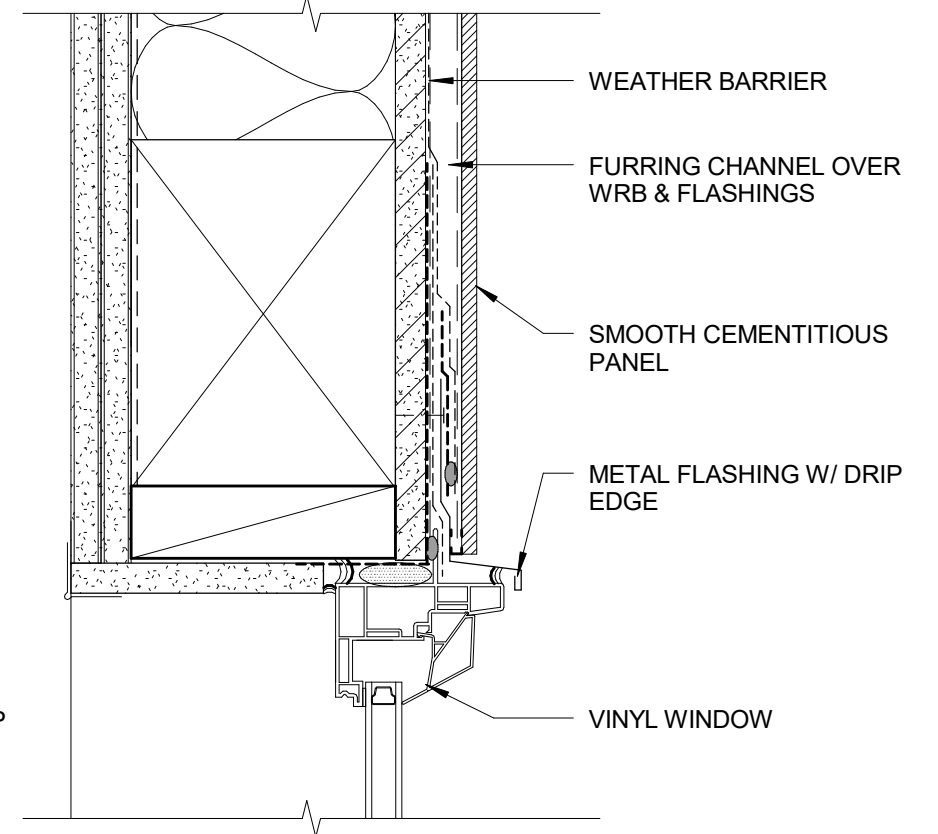 WEATHER BARRIER
FURRING CHANNEL OVER
WRB & FLASHINGS
SMOOTH CEMENTITIOUS
PANEL
METAL FLASHING W/ DRIP
EDGE
VINYL WINDOW